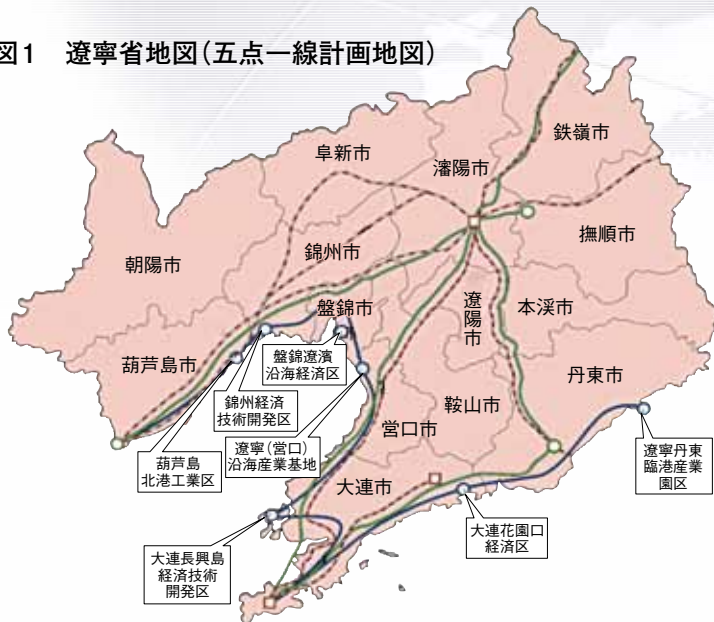 図1　遼寧省地図(五点一線計画地図)
鉄嶺市
阜新市
瀋陽市
撫順市
錦州市
朝陽市
遼陽市
本渓市
盤錦市
葫芦島市
盤錦遼濱
沿海経済区
丹東市
錦州経済
技術開発区
鞍山市
営口市
遼寧(営口)
沿海産業基地
葫芦島
北港工業区
遼寧丹東
臨港産業
園区
大連市
大連花園口
経済区
大連長興島
経済技術
開発区